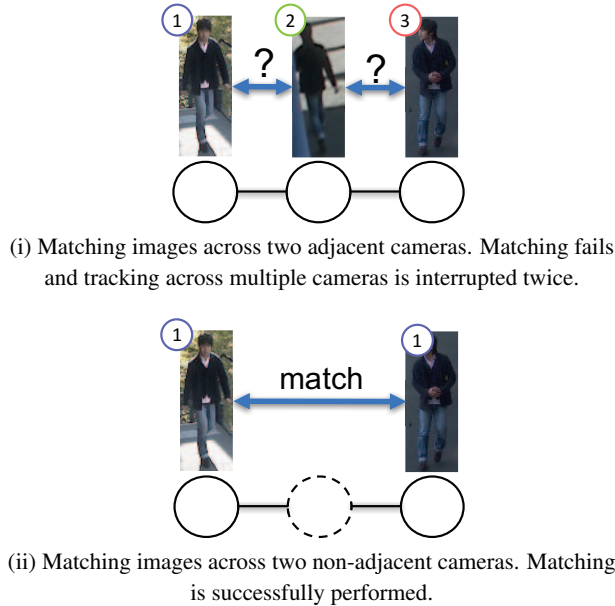 1 2 3
? ?
(i) Matching images across two adjacent cameras. Matching fails
and tracking across multiple cameras is interrupted twice.
1 1
match
(ii) Matching images across two non-adjacent cameras. Matching
is successfully performed.